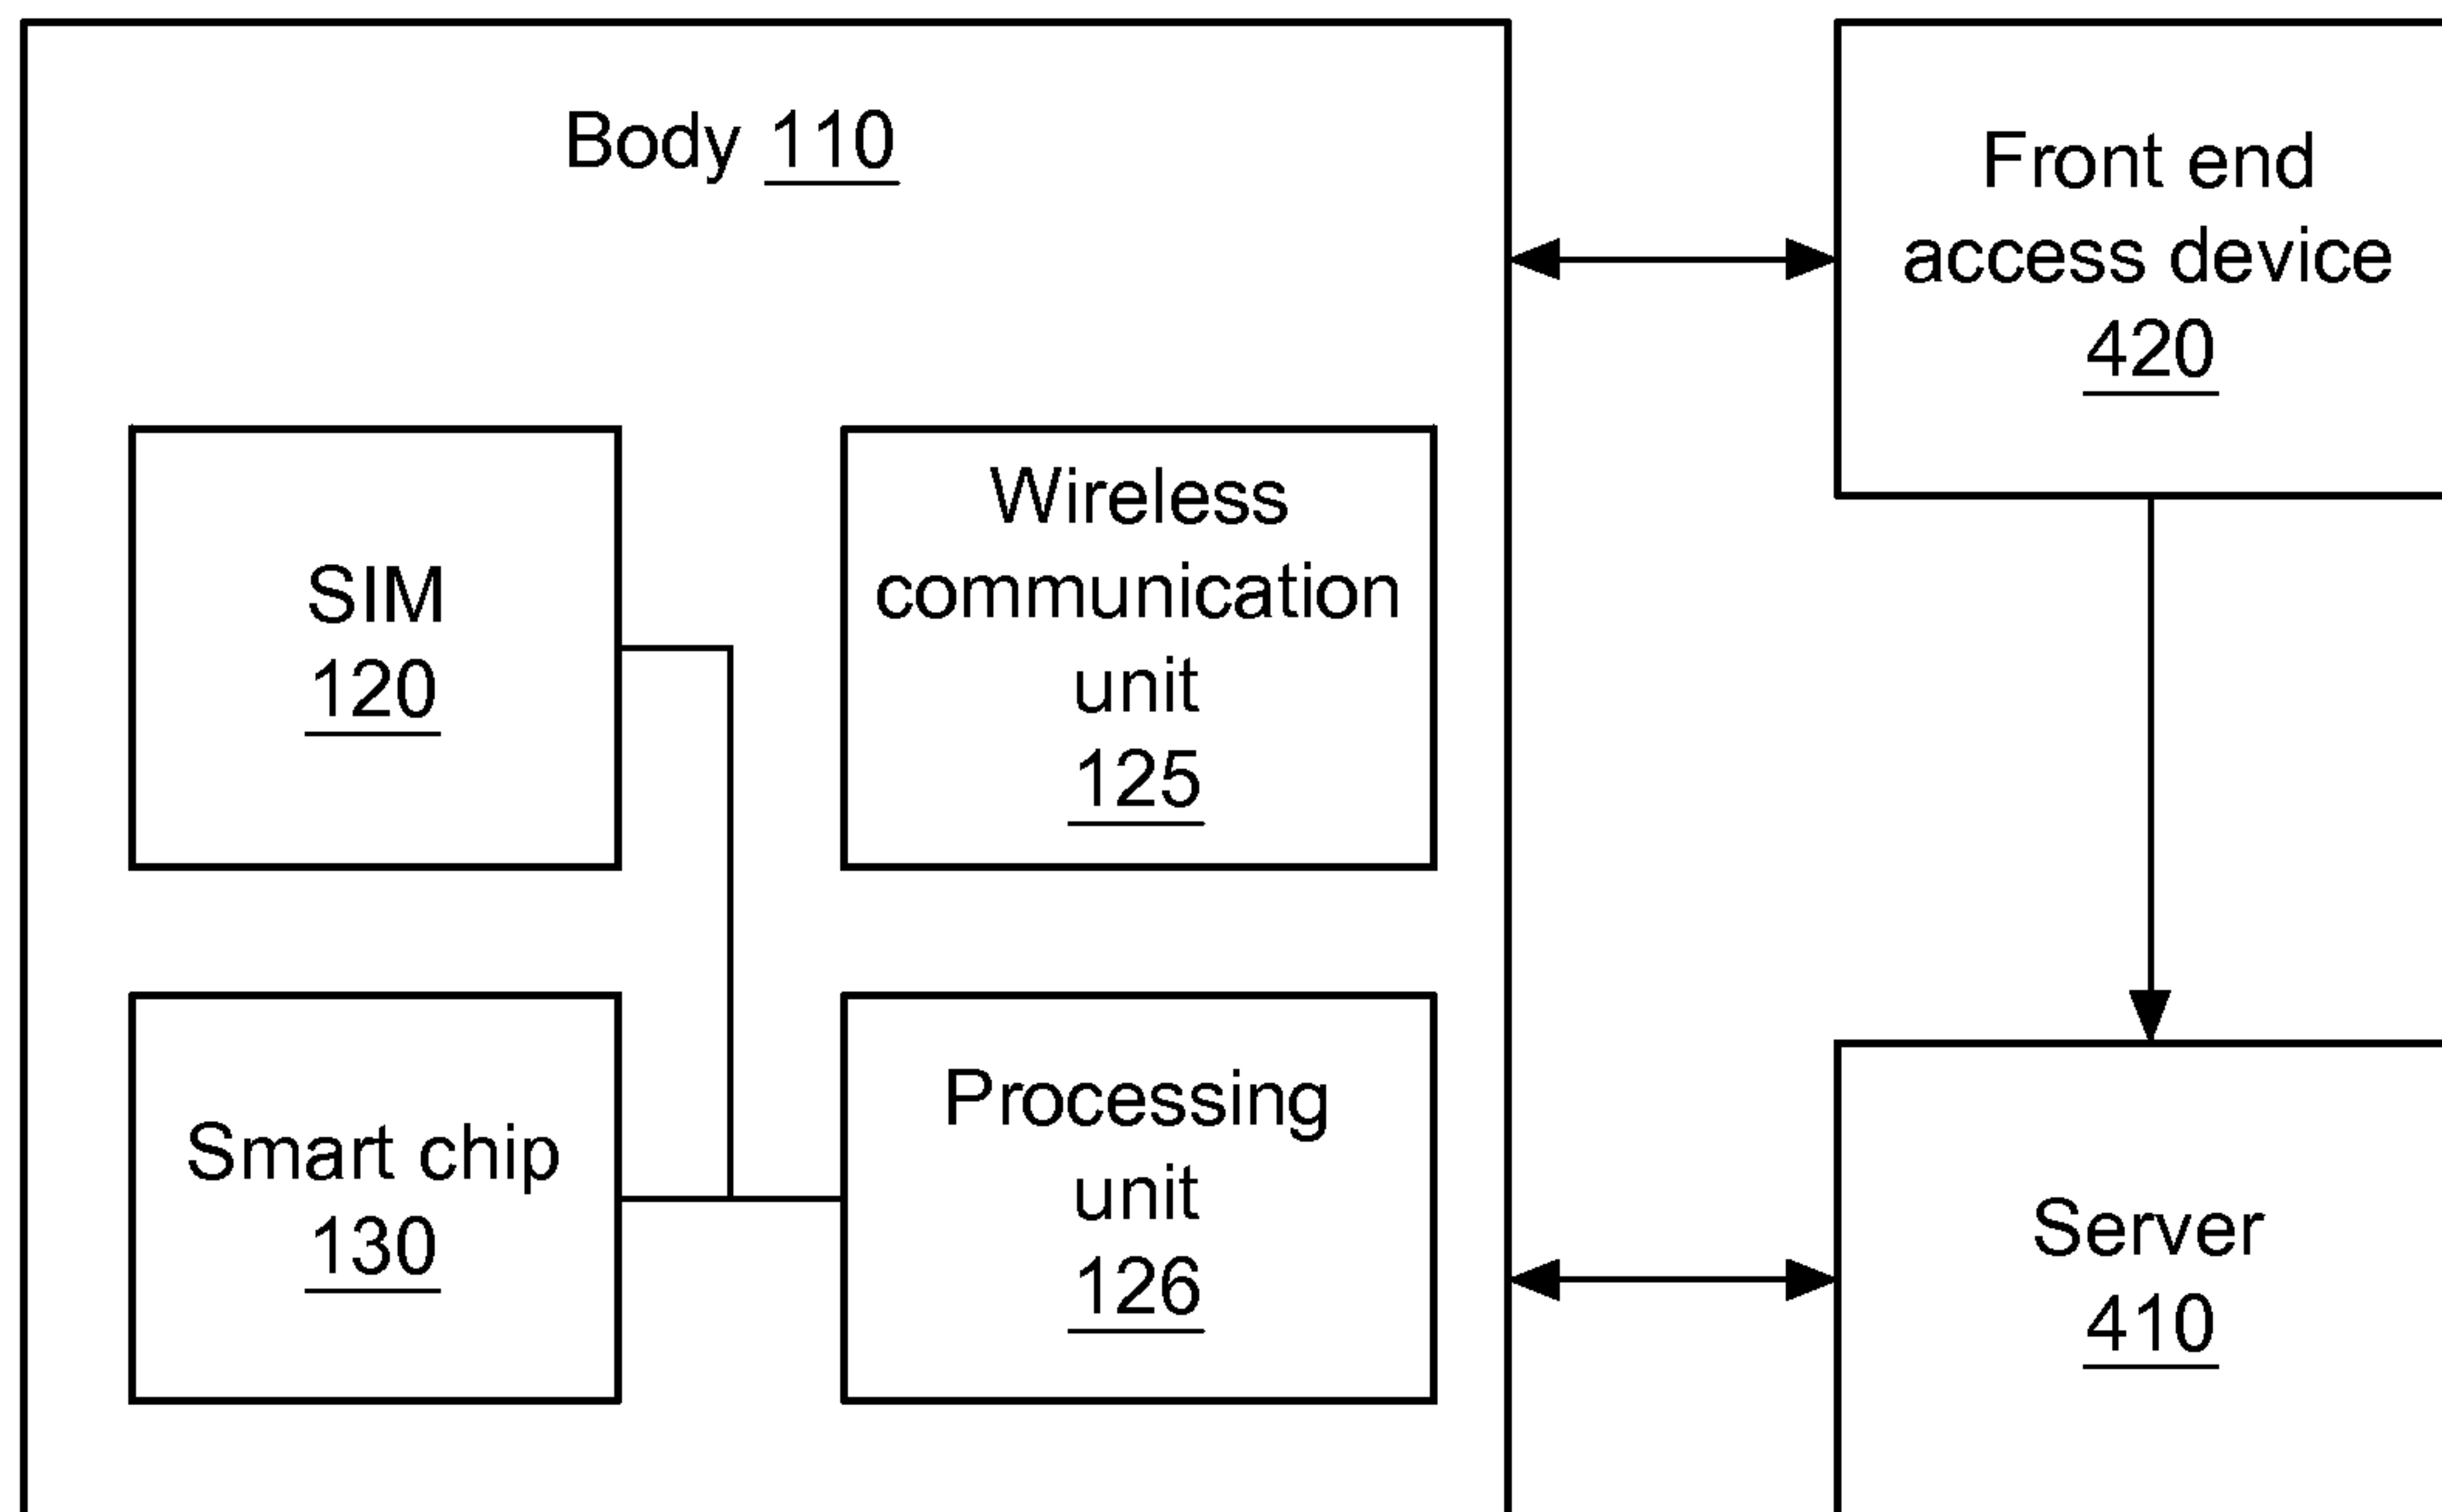 Body 110
SIM
120
Wireless
communication
unit
125
Smart chip
130
Processing
unit
126
Front end
access device
420
Server
410